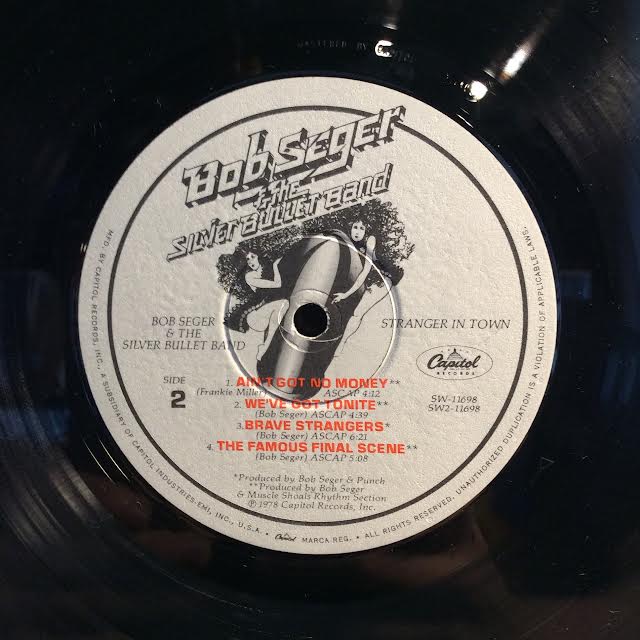 MASTERED BY CAPITOL
Bob Seger
& the
Silver Bullet Band
BOB SEGER
& THE
SILVER BULLET BAND
STRANGER IN TOWN
Capitol
RECORDS
SW-11698
SW2-11698
SIDE
2
1. AIN'T GOT NO MONEY**
(Frankie Miller) ASCAP 4:12
2. WE'VE GOT TONITE**
(Bob Seger) ASCAP 4:39
3. BRAVE STRANGERS*
(Bob Seger) ASCAP 6:21
4. THE FAMOUS FINAL SCENE**
(Bob Seger) ASCAP 5:08
*Produced by Bob Seger & Punch
**Produced by Bob Seger
& Muscle Shoals Rhythm Section
℗1978 Capitol Records, Inc.
MFD. BY CAPITOL RECORDS, INC., A SUBSIDIARY OF CAPITOL INDUSTRIES-EMI, INC., U.S.A. • Capitol MARCA REG. • ALL RIGHTS RESERVED. UNAUTHORIZED DUPLICATION IS A VIOLATION OF APPLICABLE LAWS.